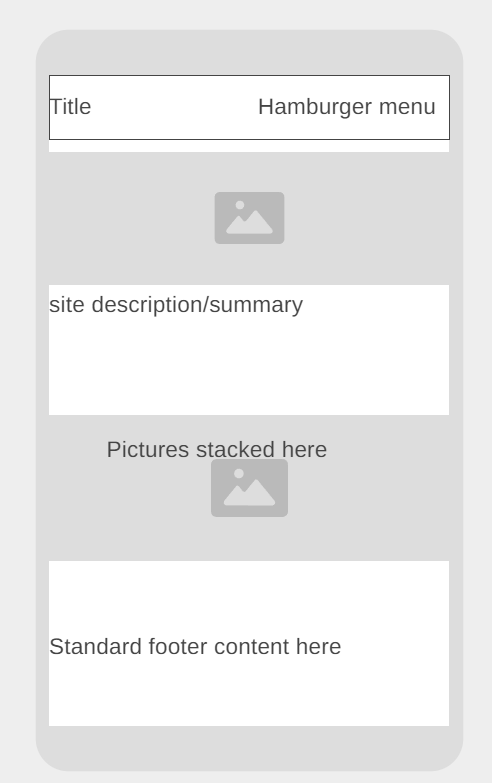 Title
Hamburger menu
site description/summary
Pictures stacked here
Standard footer content here